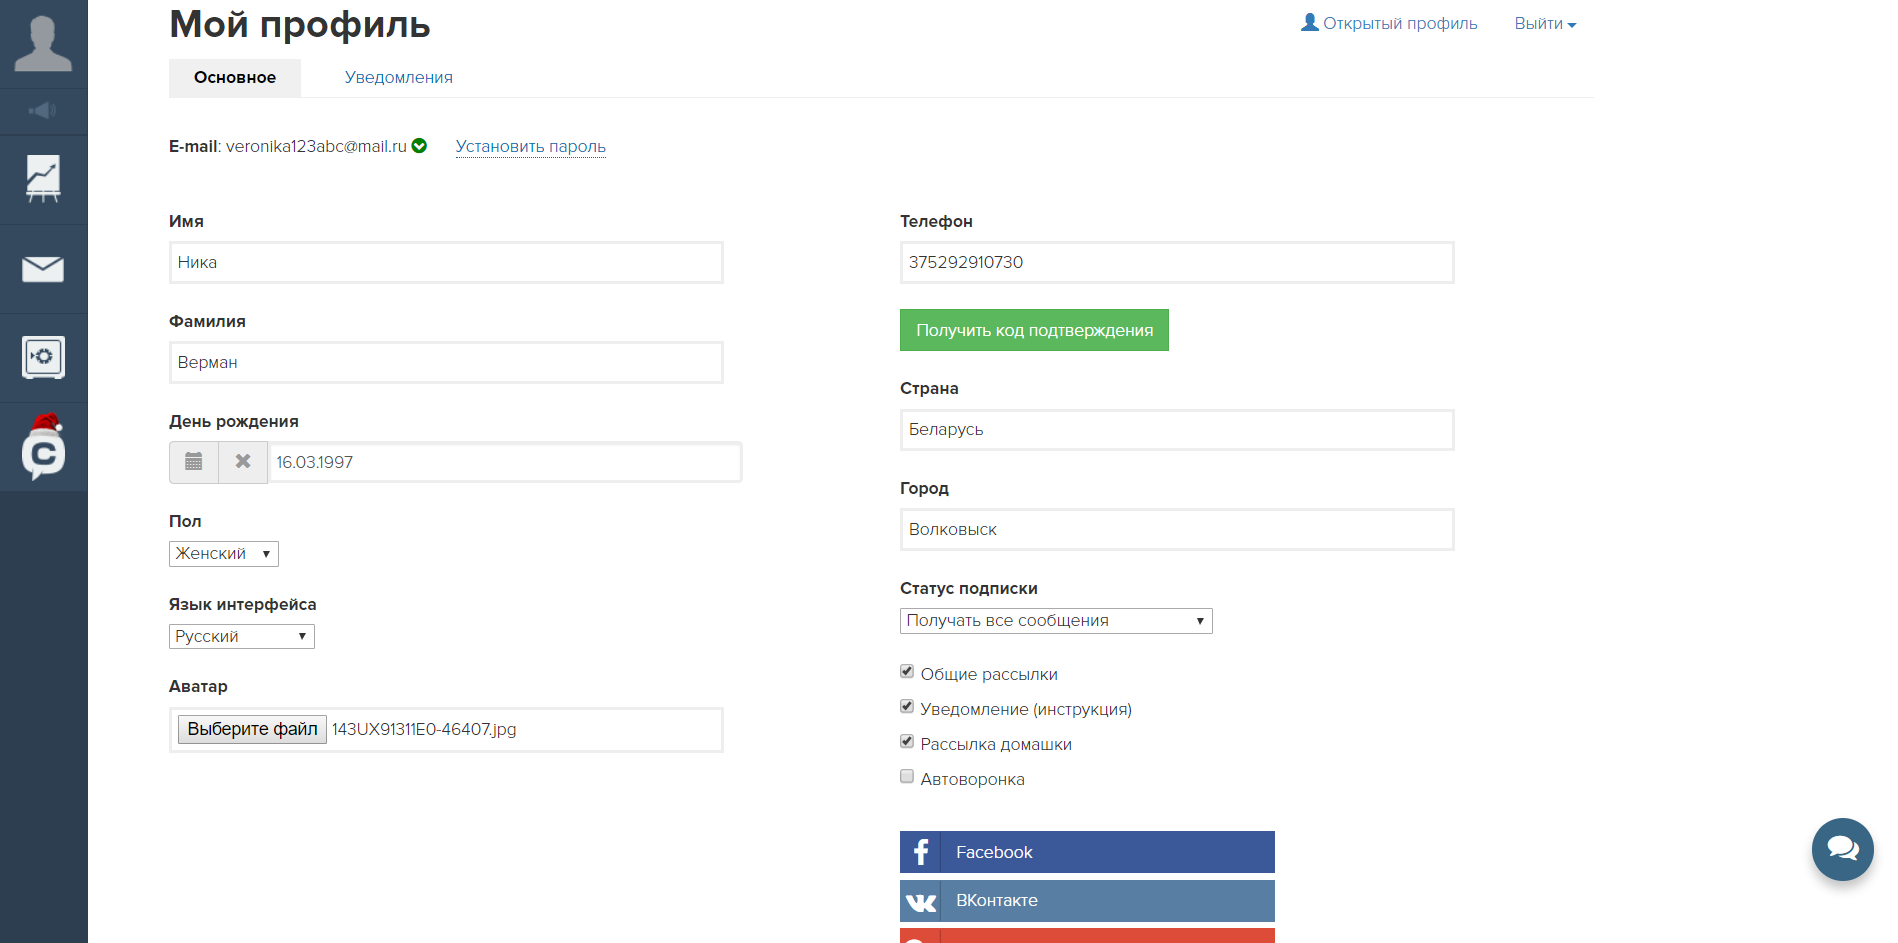 Мой профиль
Открытый профиль
Выйти
Основное
Уведомления
E-mail: veronika123abc@mail.ru
Установить пароль
Имя
Ника
Фамилия
Верман
День рождения
16.03.1997
Пол
Женский
Язык интерфейса
Русский
Аватар
Выберите файл 143UX91311E0-46407.jpg
Телефон
375292910730
Получить код подтверждения
Страна
Беларусь
Город
Волковыск
Статус подписки
Получать все сообщения
Общие рассылки
Уведомление (инструкция)
Рассылка домашки
Автоворонка
Facebook
ВКонтакте